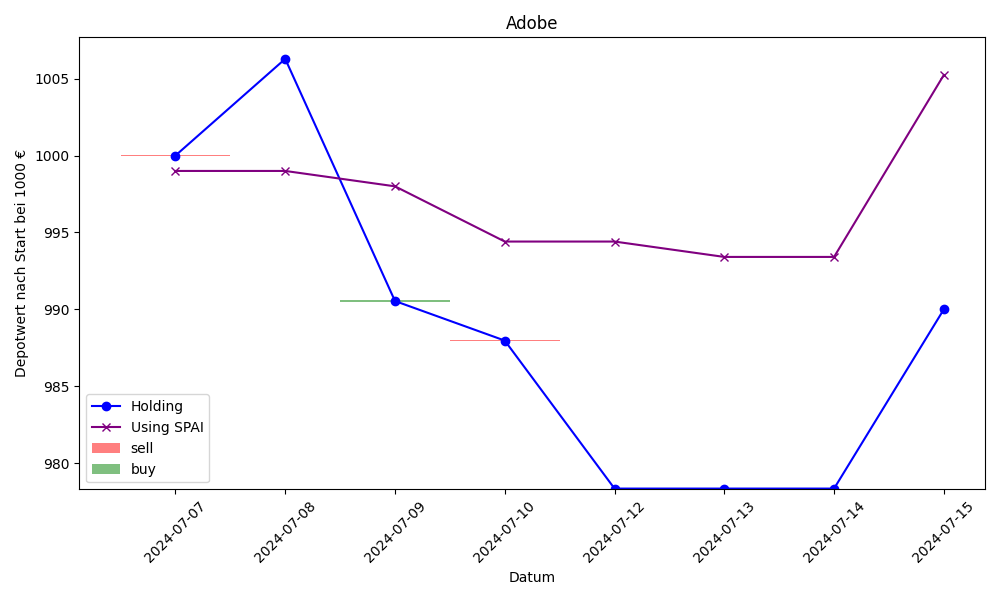 Adobe
Depotwert nach Start bei 1000 €
1005
1000
995
990
985
980
Holding
Using SPAI
sell
buy
2024-07-07
2024-07-08
2024-07-09
2024-07-10
2024-07-12
2024-07-13
2024-07-14
2024-07-15
Datum